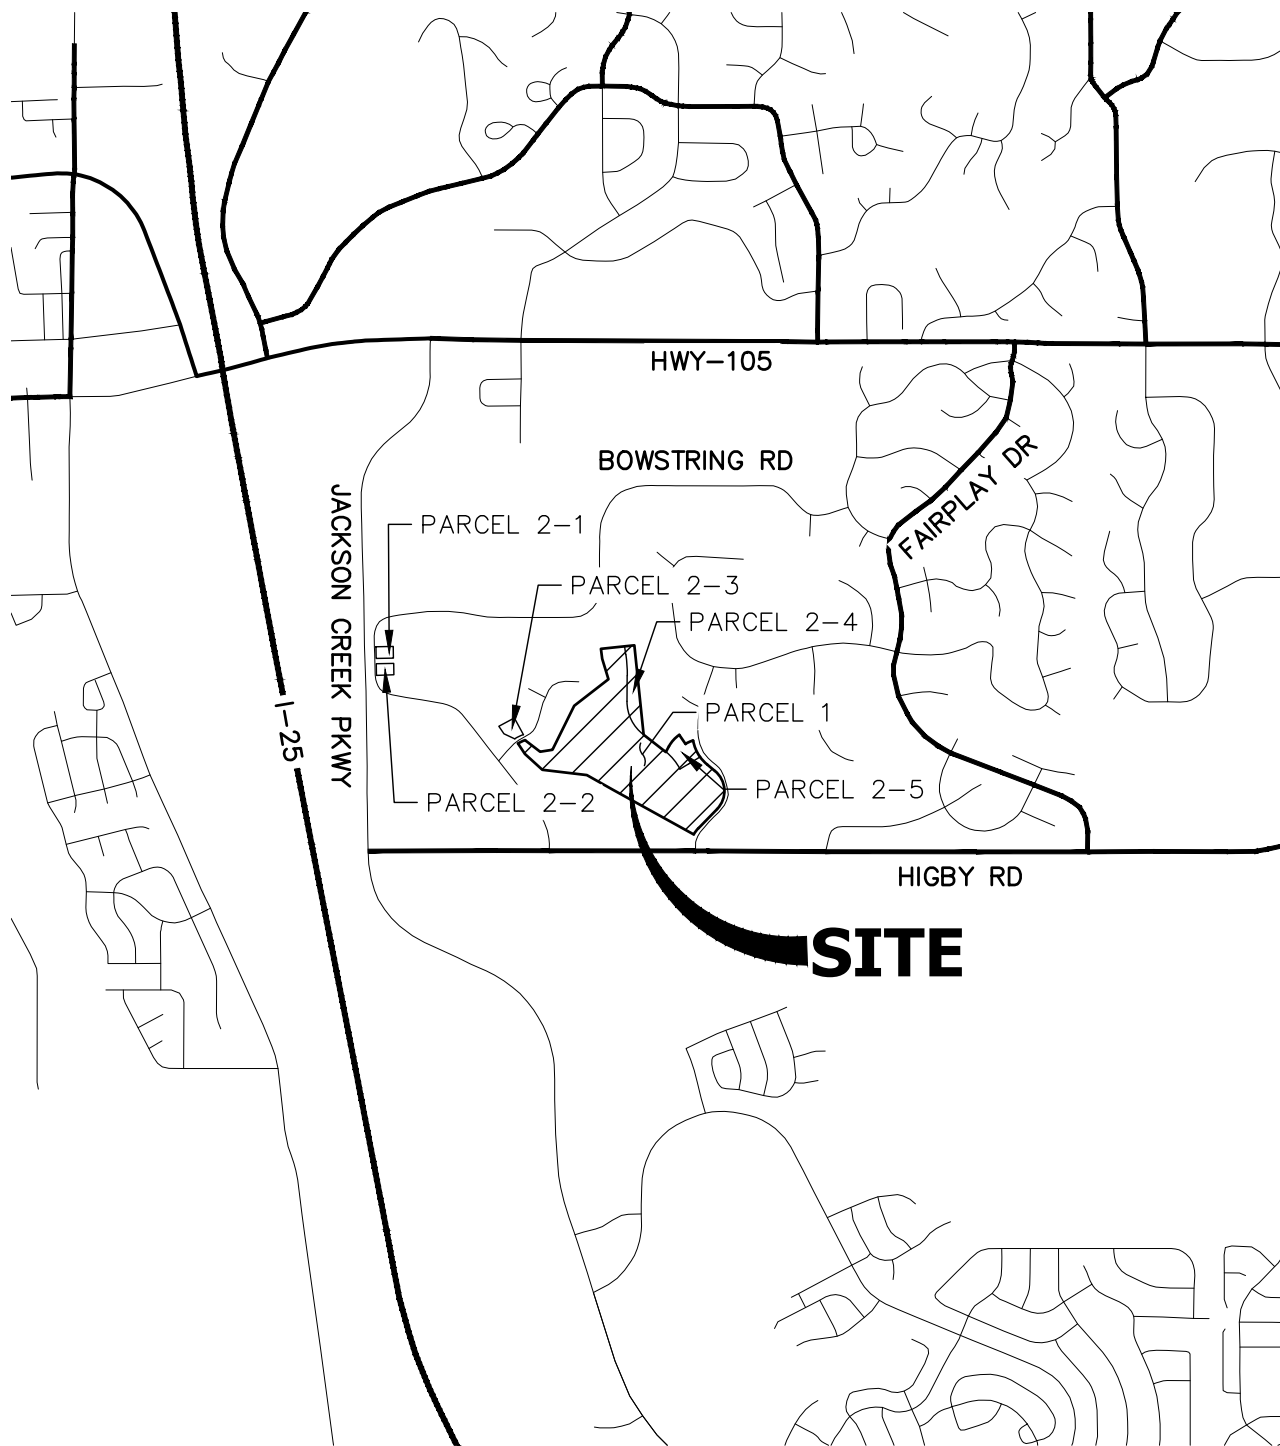 HWY-105
BOWSTRING RD
FAIRPLAY DR
JACKSON CREEK PKWY
PARCEL 2-1
PARCEL 2-3
PARCEL 2-4
PARCEL 1
I-25
PARCEL 2-5
PARCEL 2-2
HIGBY RD
SITE